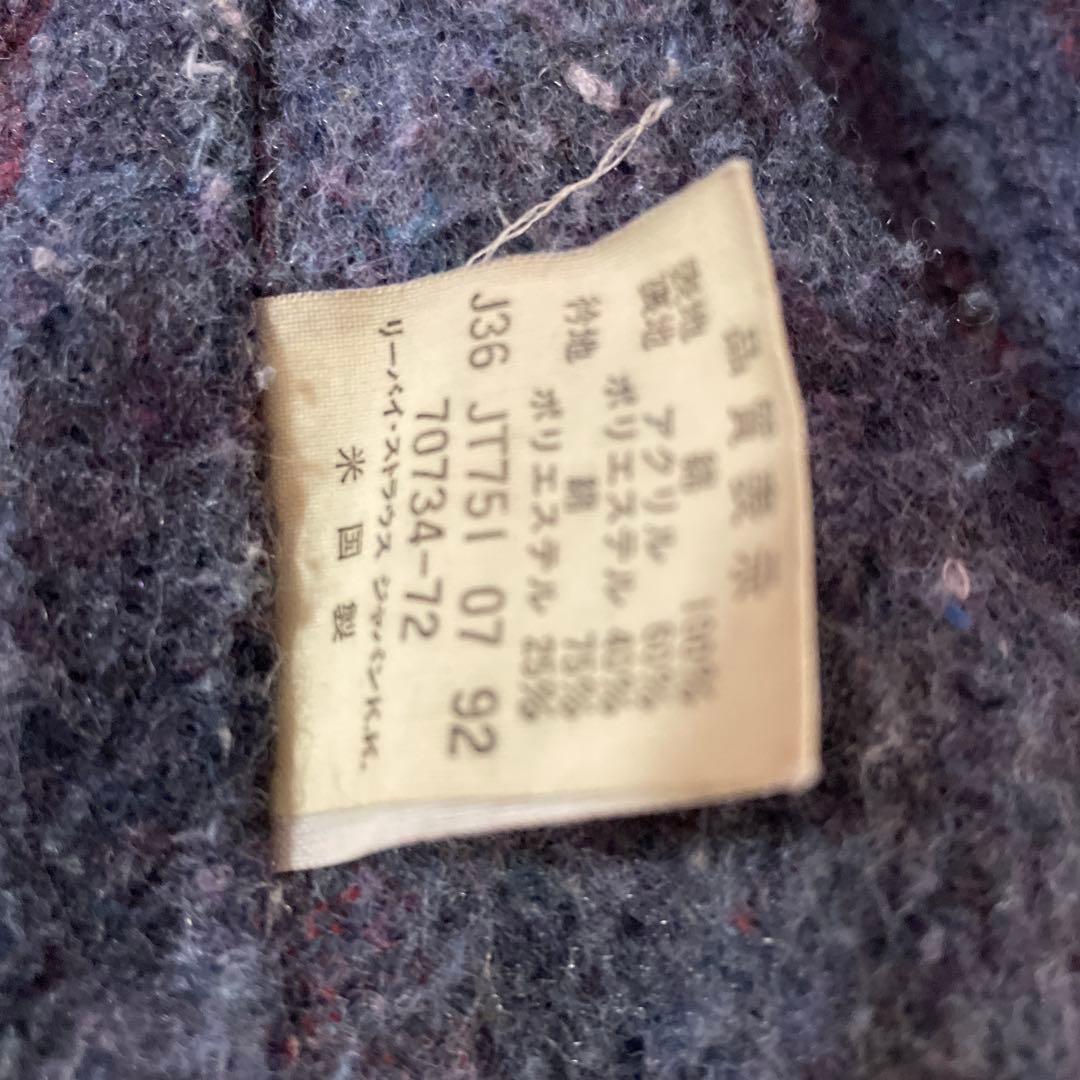 品質表示
表地 綿 100%
裏地 アクリル 60%
ポリエステル 40%
衿地 綿 75%
ポリエステル 25%
J36 JT751 07 92
70734-72
リーバイ・ストラウス ジャパンK.K.
米国製